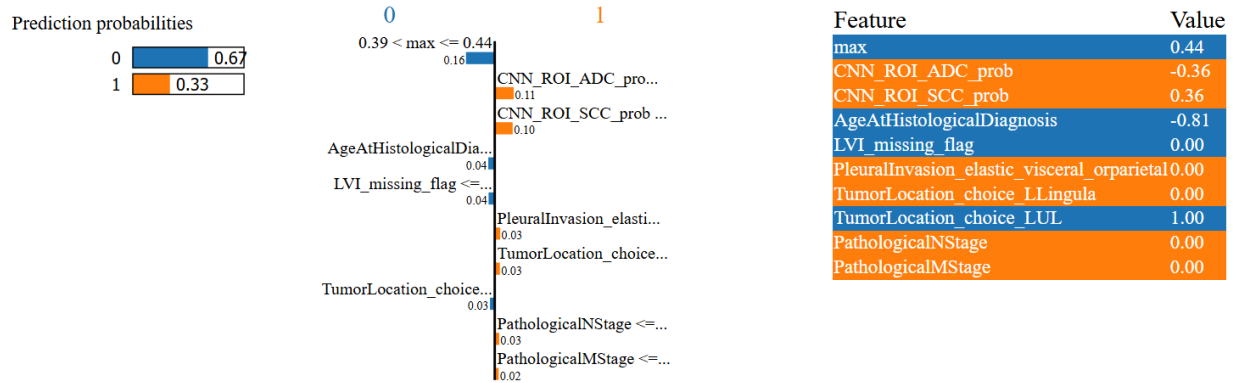 Prediction probabilities
0 0.67
1 0.33
0 1
0.39 < max <= 0.44
0.16
CNN_ROI_ADC_pro...
0.11
CNN_ROI_SCC_prob ...
0.10
AgeAtHistologicalDia...
0.04
LVI_missing_flag <=...
0.04
PleuralInvasion_elasti...
0.03
TumorLocation_choice...
0.03
TumorLocation_choice...
0.03
PathologicalNStage <=...
0.03
PathologicalMStage <=...
0.02
Feature Value
max 0.44
CNN_ROI_ADC_prob -0.36
CNN_ROI_SCC_prob 0.36
AgeAtHistologicalDiagnosis -0.81
LVI_missing_flag 0.00
PleuralInvasion_elastic_visceral_orparietal 0.00
TumorLocation_choice_LLingula 0.00
TumorLocation_choice_LUL 1.00
PathologicalNStage 0.00
PathologicalMStage 0.00